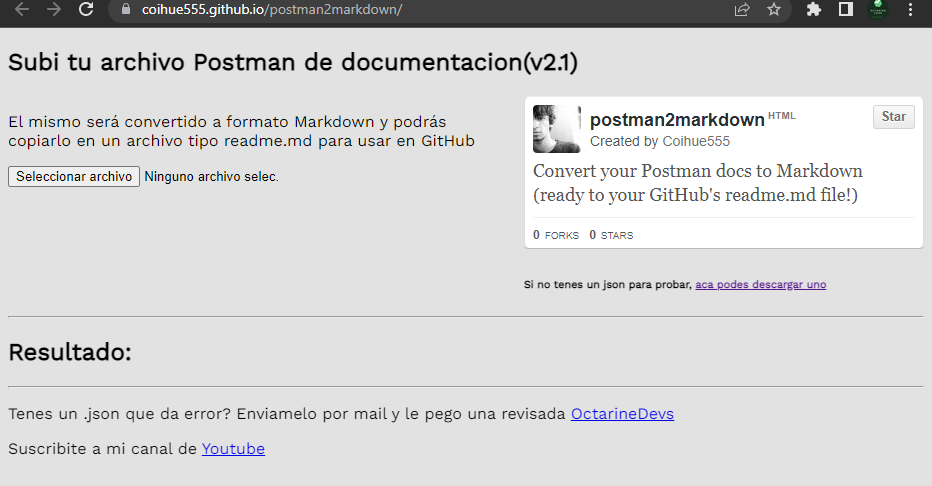 coihue555.github.io/postman2markdown/
Subi tu archivo Postman de documentacion(v2.1)
El mismo será convertido a formato Markdown y podrás
copiarlo en un archivo tipo readme.md para usar en GitHub
Seleccionar archivo Ninguno archivo selec.
postman2markdown HTML
Star
Created by Coihue555
Convert your Postman docs to Markdown
(ready to your GitHub's readme.md file!)
0 FORKS 0 STARS
Si no tenes un json para probar, aca podes descargar uno
Resultado:
Tenes un .json que da error? Enviamelo por mail y le pego una revisada OctarineDevs
Suscribite a mi canal de Youtube